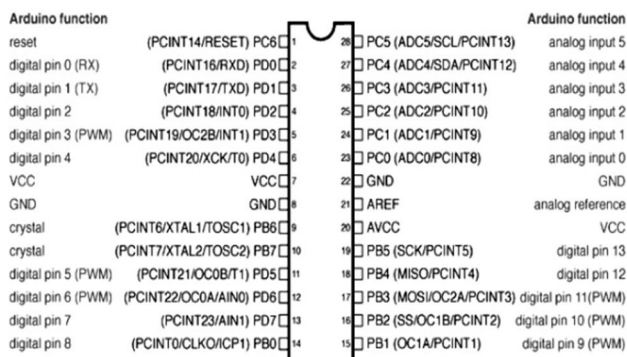 Arduino function Arduino function
reset (PCINT14/RESET) PC6 1 28 PC5 (ADC5/SCL/PCINT13) analog input 5
digital pin 0 (RX) (PCINT16/RXD) PD0 2 27 PC4 (ADC4/SDA/PCINT12) analog input 4
digital pin 1 (TX) (PCINT17/TXD) PD1 3 26 PC3 (ADC3/PCINT11) analog input 3
digital pin 2 (PCINT18/INT0) PD2 4 25 PC2 (ADC2/PCINT10) analog input 2
digital pin 3 (PWM) (PCINT19/OC2B/INT1) PD3 5 24 PC1 (ADC1/PCINT9) analog input 1
digital pin 4 (PCINT20/XCK/T0) PD4 6 23 PC0 (ADC0/PCINT8) analog input 0
VCC VCC 7 22 GND GND
GND GND 8 21 AREF analog reference
crystal (PCINT6/XTAL1/TOSC1) PB6 9 20 AVCC VCC
crystal (PCINT7/XTAL2/TOSC2) PB7 10 19 PB5 (SCK/PCINT5) digital pin 13
digital pin 5 (PWM) (PCINT21/OC0B/T1) PD5 11 18 PB4 (MISO/PCINT4) digital pin 12
digital pin 6 (PWM) (PCINT22/OC0A/AIN0) PD6 12 17 PB3 (MOSI/OC2A/PCINT3) digital pin 11(PWM)
digital pin 7 (PCINT23/AIN1) PD7 13 16 PB2 (SS/OC1B/PCINT2) digital pin 10 (PWM)
digital pin 8 (PCINT0/CLKO/ICP1) PB0 14 15 PB1 (OC1A/PCINT1) digital pin 9 (PWM)